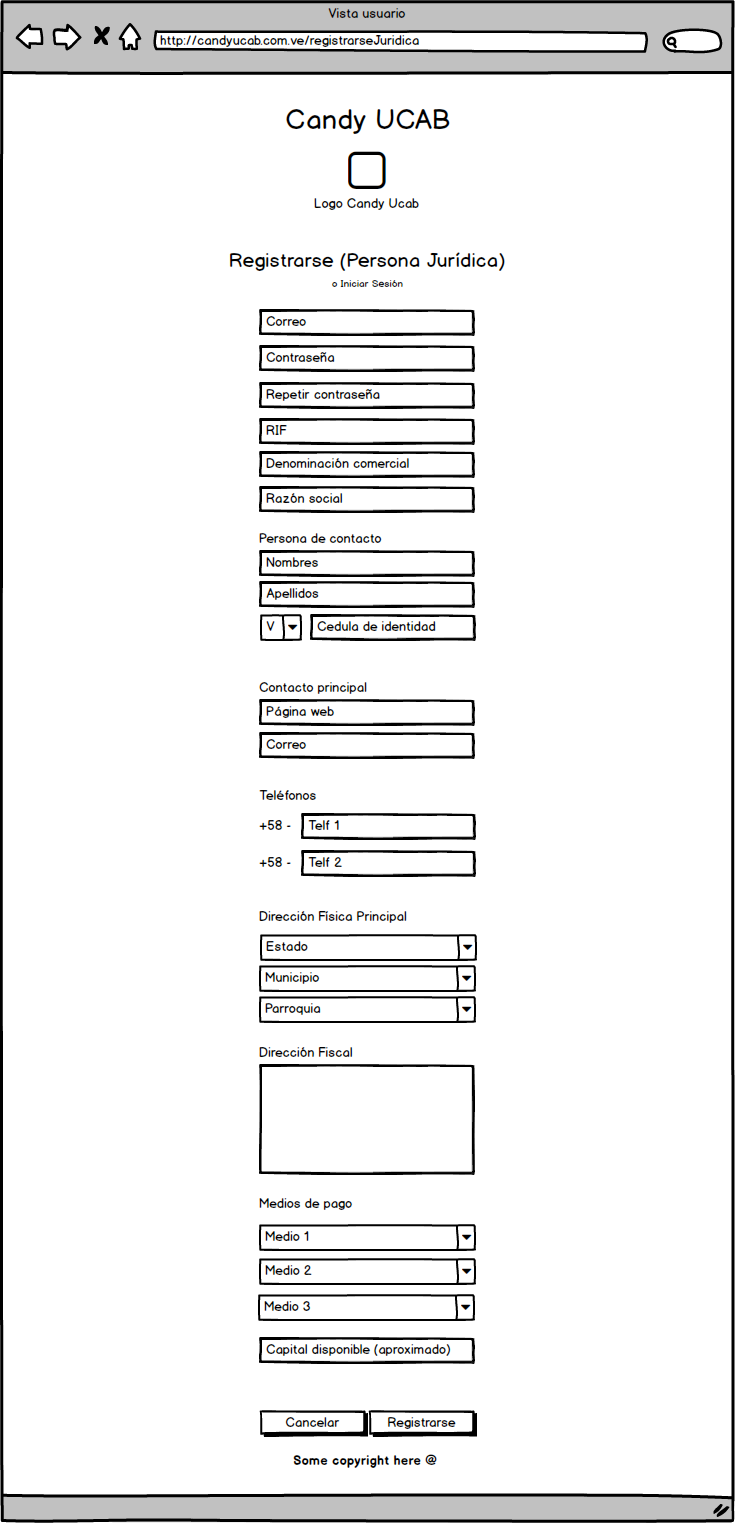 Vista usuario
http://candyucab.com.ve/registrarseJuridica
Candy UCAB
Logo Candy Ucab
Registrarse (Persona Jurídica)
o Iniciar Sesión
Correo
Contraseña
Repetir contraseña
RIF
Denominación comercial
Razón social
Persona de contacto
Nombres
Apellidos
V Cedula de identidad
Contacto principal
Página web
Correo
Teléfonos
+58 - Telf 1
+58 - Telf 2
Dirección Física Principal
Estado
Municipio
Parroquia
Dirección Fiscal
Medios de pago
Medio 1
Medio 2
Medio 3
Capital disponible (aproximado)
Cancelar Registrarse
Some copyright here @